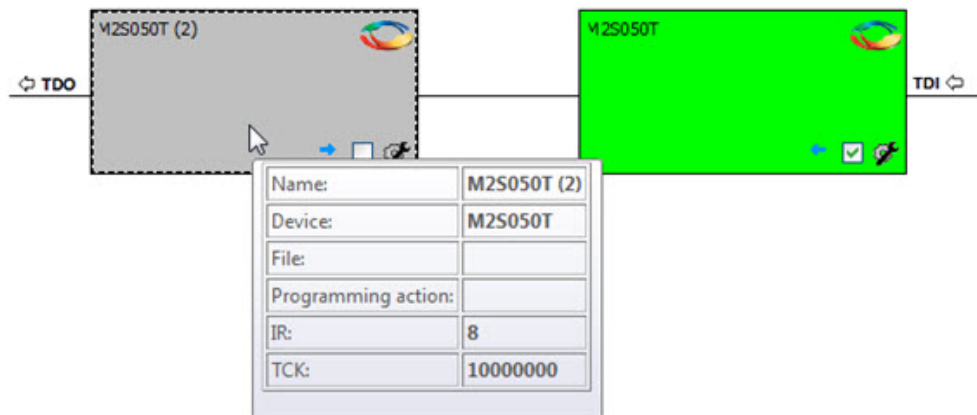 M2S050T (2)
M2S050T
TDO
TDI
Name: M2S050T (2)
Device: M2S050T
File:
Programming action:
IR: 8
TCK: 10000000